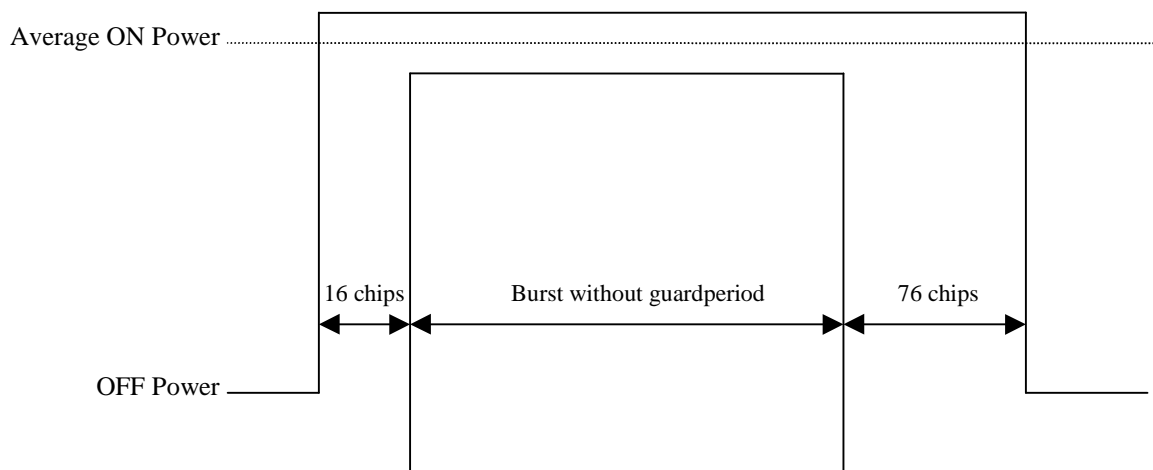 Average ON Power
16 chips
Burst without guardperiod
76 chips
OFF Power